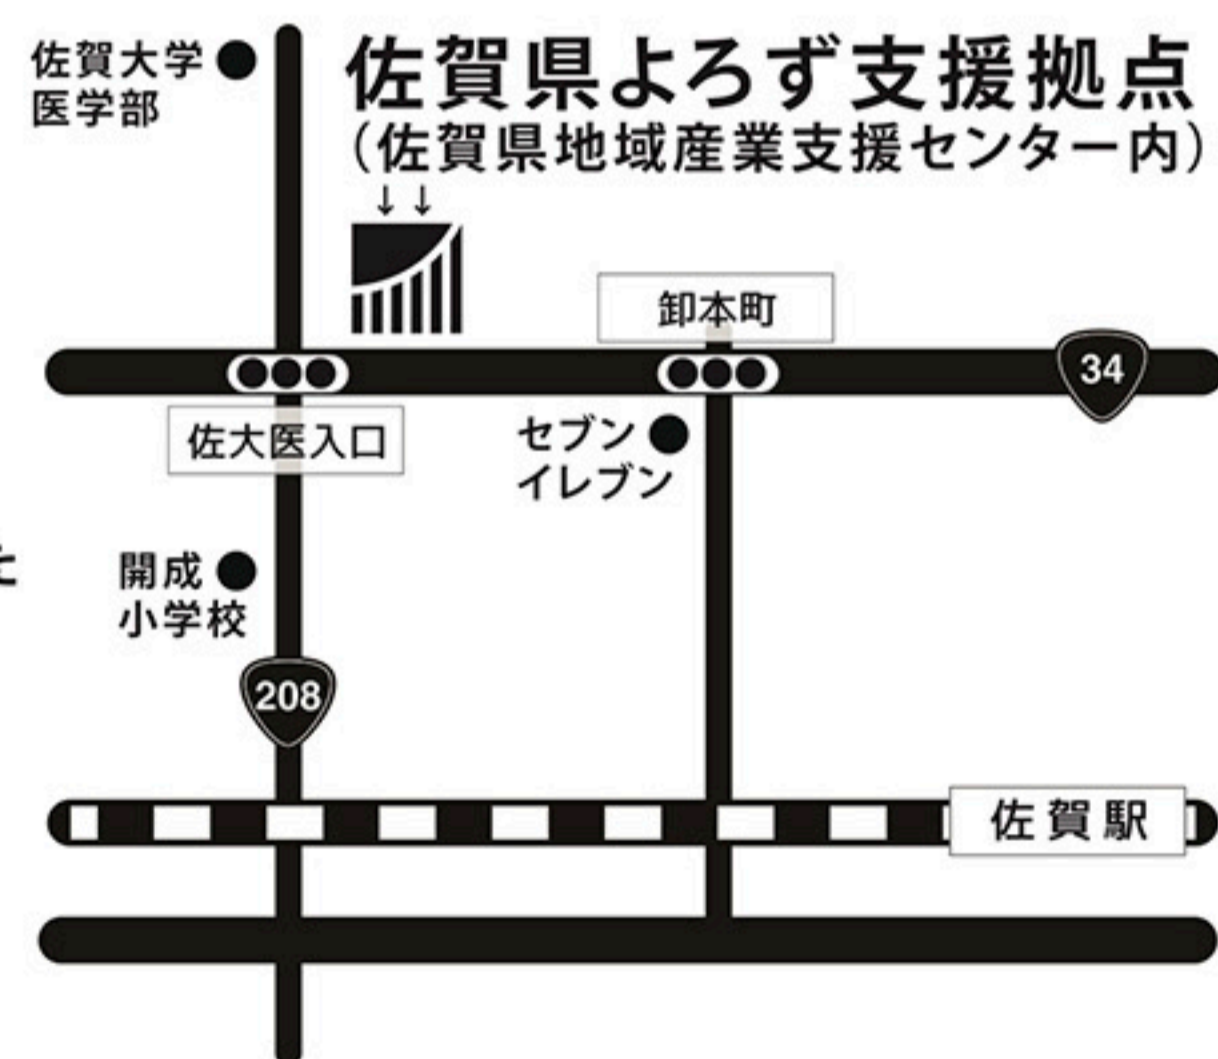 佐賀大学
医学部
佐賀県よろず支援拠点
（佐賀県地域産業支援センター内）
↓↓
卸本町
34
佐大医入口
セブン
イレブン
開成
小学校
208
佐賀駅